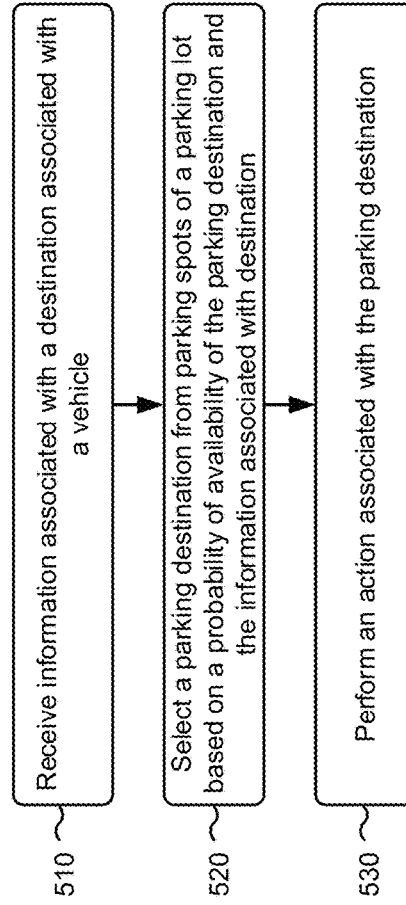 510
Receive information associated with a destination associated with
a vehicle
520
Select a parking destination from parking spots of a parking lot
based on a probability of availability of the parking destination and
the information associated with destination
530
Perform an action associated with the parking destination